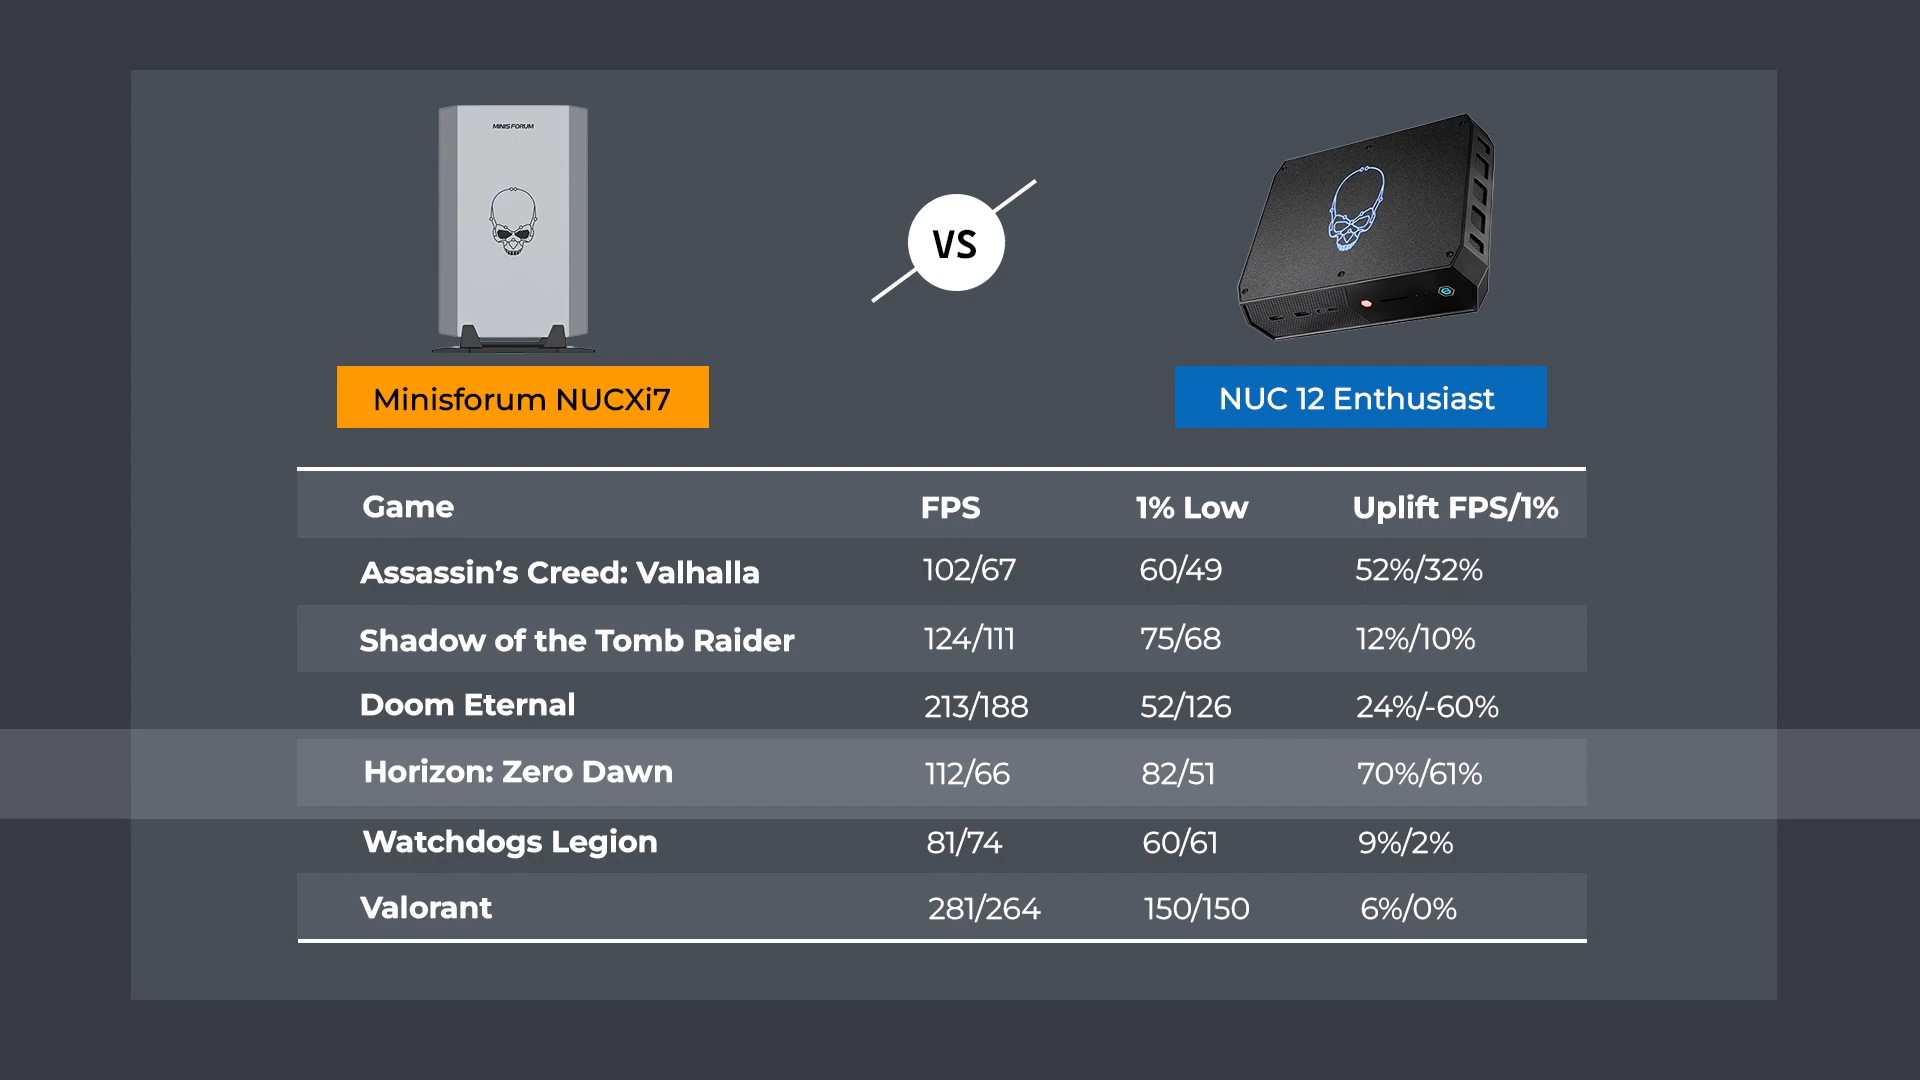 MINISFORUM
VS
Minisforum NUCXi7
NUC 12 Enthusiast
Game FPS 1% Low Uplift FPS/1%
Assassin’s Creed: Valhalla 102/67 60/49 52%/32%
Shadow of the Tomb Raider 124/111 75/68 12%/10%
Doom Eternal 213/188 52/126 24%/-60%
Horizon: Zero Dawn 112/66 82/51 70%/61%
Watchdogs Legion 81/74 60/61 9%/2%
Valorant 281/264 150/150 6%/0%